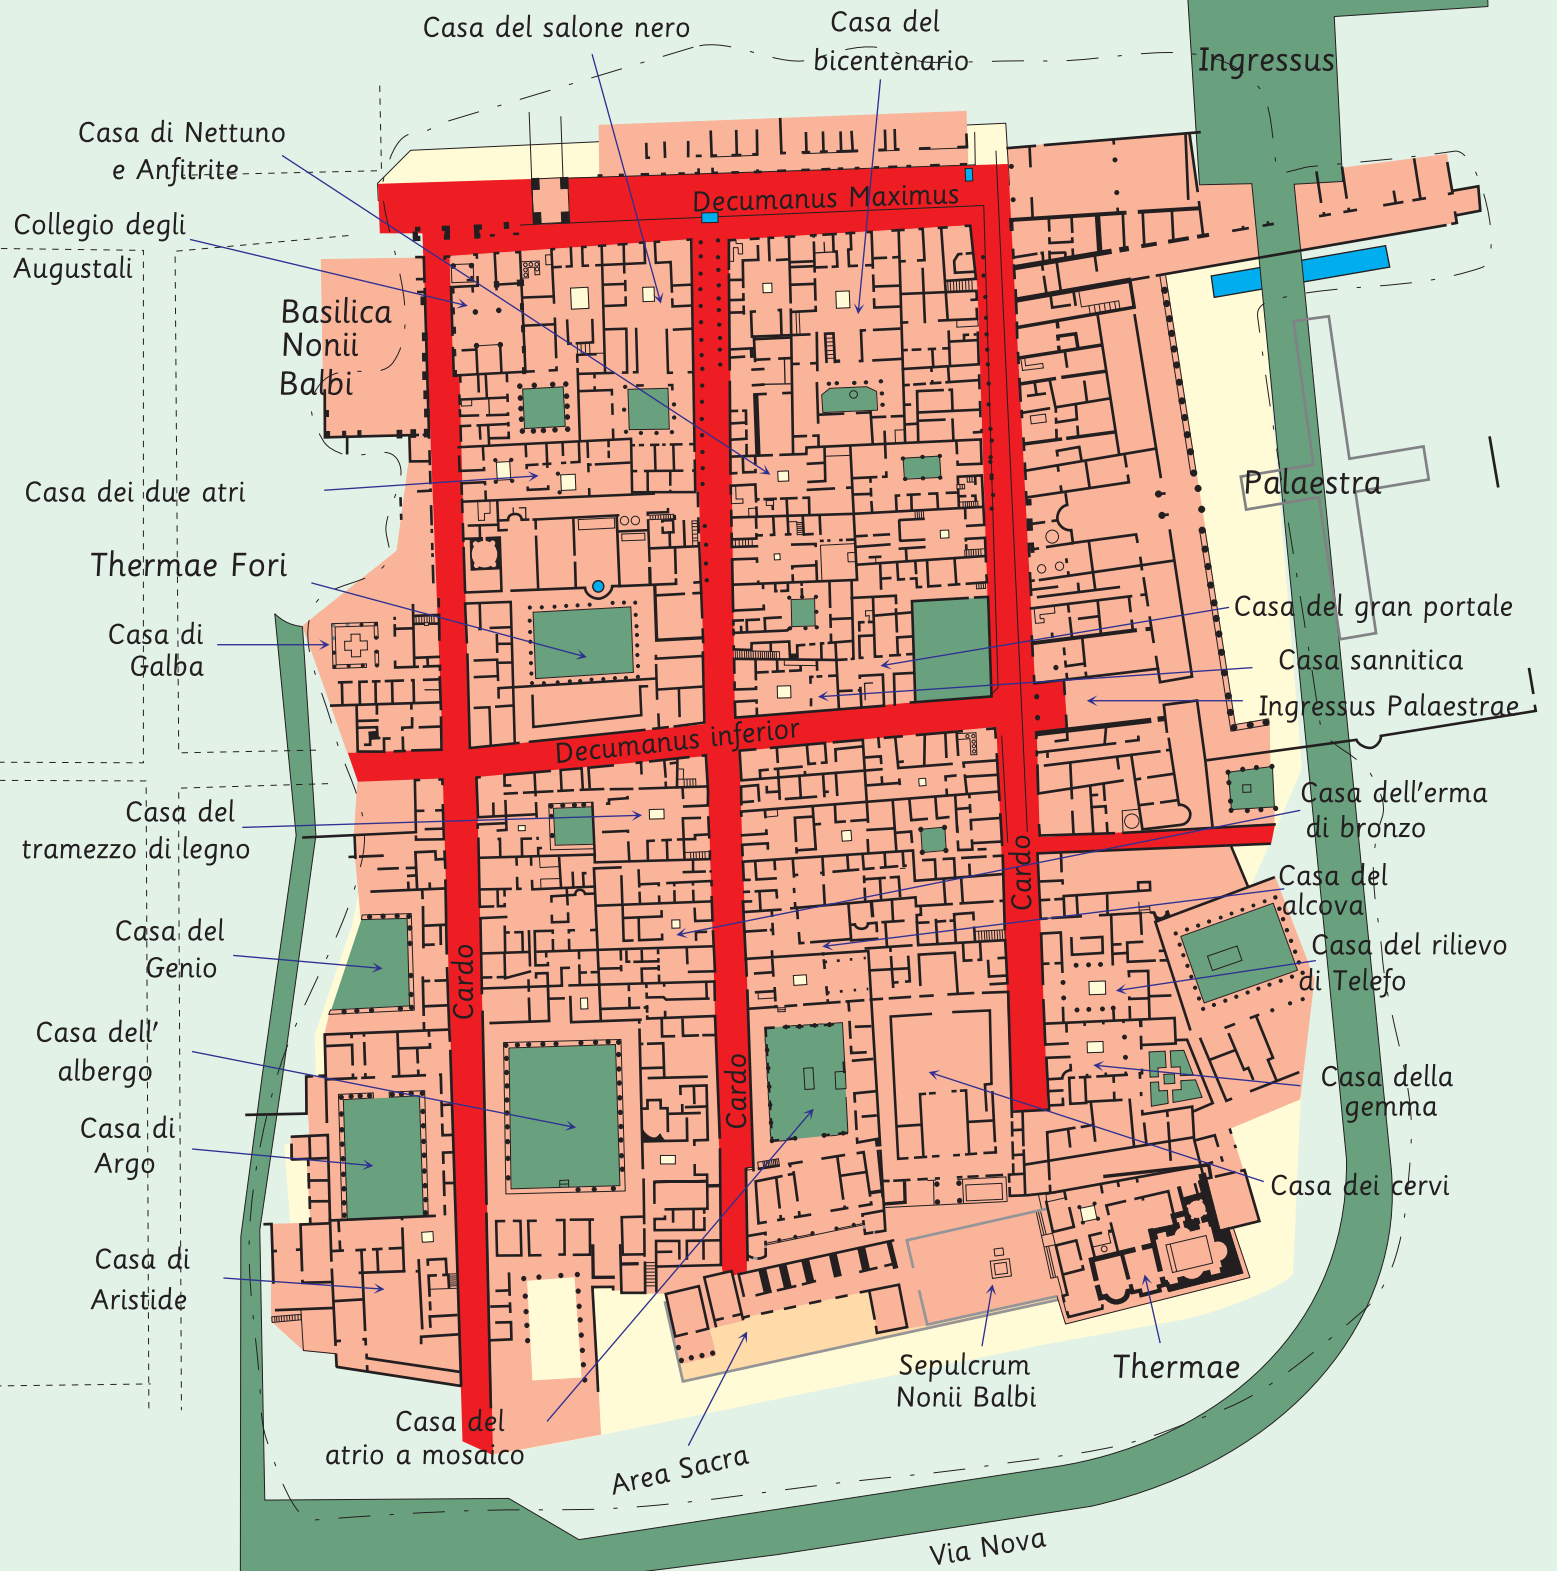 Casa del salone nero
Casa del
bicentenario
Ingressus
Casa di Nettuno
e Anfitrite
Decumanus Maximus
Collegio degli
Augustali
Basilica
Nonii
Balbi
Palaestra
Casa dei due atri
Thermae Fori
Casa del gran portale
Casa di
Galba
Casa sannitica
Ingressus Palaestrae
Decumanus inferior
Casa del
tramezzo di legno
Casa dell'erma
di bronzo
Cardo
Casa del
alcova
Casa del
Genio
Cardo
Casa del rilievo
di Telefo
Casa dell'
albergo
Cardo
Casa della
gemma
Casa di
Argo
Casa dei cervi
Casa di
Aristide
Sepulcrum
Nonii Balbi
Thermae
Casa del
atrio a mosaico
Area Sacra
Via Nova